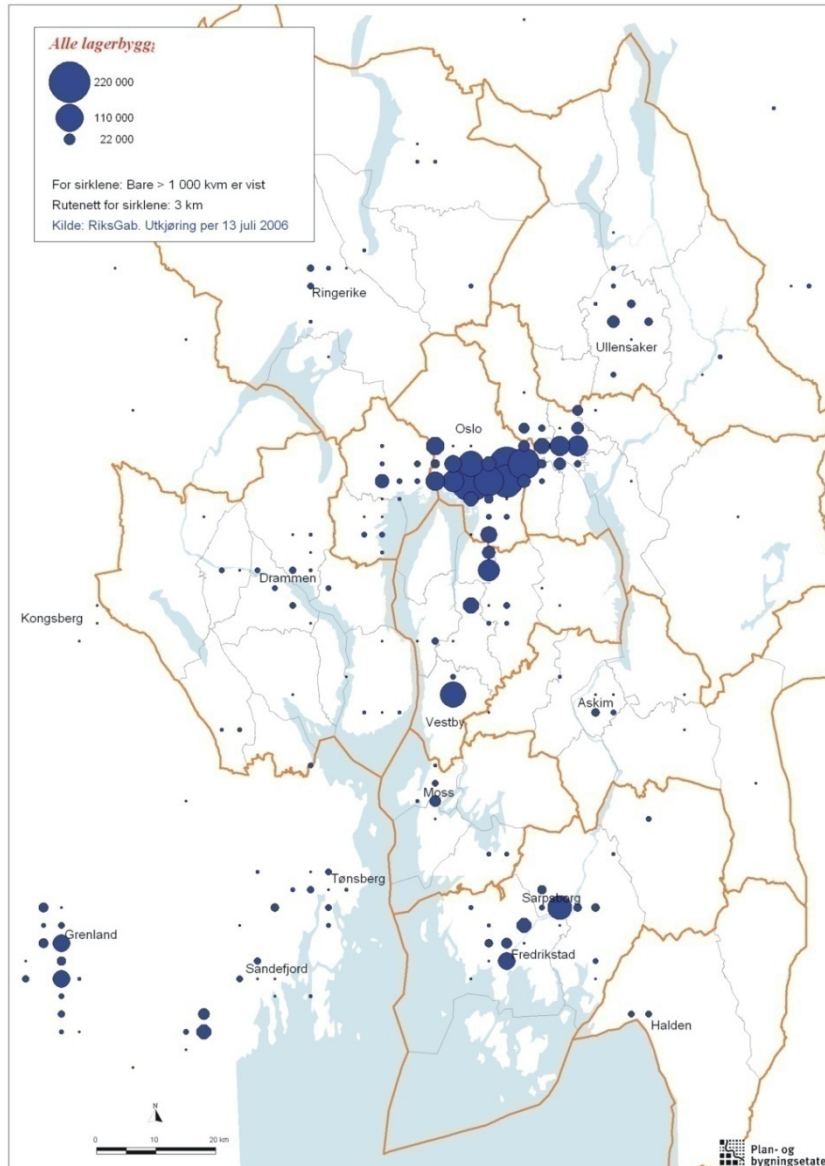 Alle lagerbygg;
220 000
110 000
22 000
For sirklene: Bare > 1 000 kvm er vist
Rutenett for sirklene: 3 km
Kilde: RiksGab. Utkjøring per 13 juli 2006
Ringerike
Ullensaker
Oslo
Drammen
Kongsberg
Askim
Vestby
Moss
Tønsberg
Sarpsborg
Grenland
Fredrikstad
Sandefjord
Halden
N
0 10 20 km
Plan- og
bygningsetate